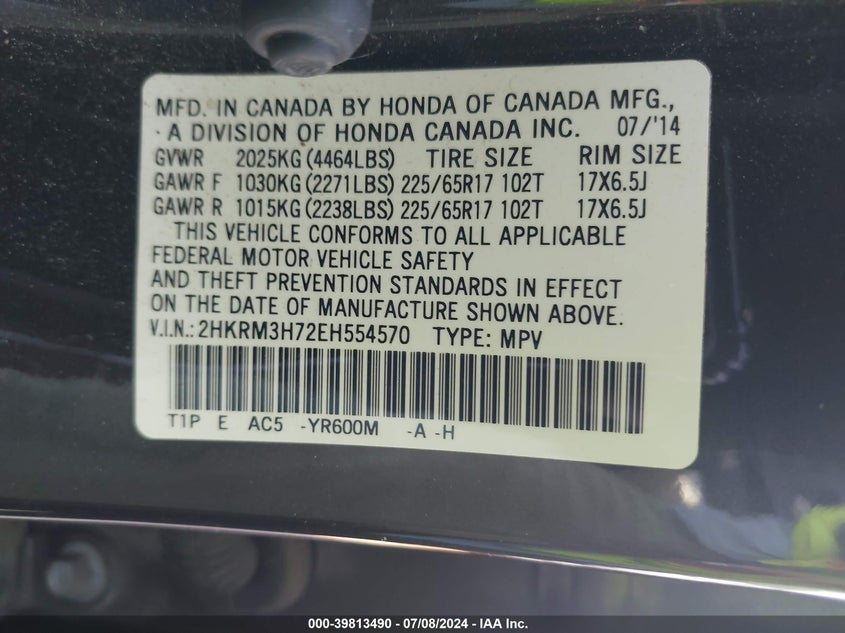 MFD. IN CANADA BY HONDA OF CANADA MFG.,
A DIVISION OF HONDA CANADA INC. 07/'14
GVWR 2025KG (4464LBS) TIRE SIZE RIM SIZE
GAWR F 1030KG (2271LBS) 225/65R17 102T 17X6.5J
GAWR R 1015KG (2238LBS) 225/65R17 102T 17X6.5J
THIS VEHICLE CONFORMS TO ALL APPLICABLE
FEDERAL MOTOR VEHICLE SAFETY
AND THEFT PREVENTION STANDARDS IN EFFECT
ON THE DATE OF MANUFACTURE SHOWN ABOVE.
V.I.N.: 2HKRM3H72EH554570 TYPE: MPV
T1P E AC5 -YR600M -A -H
000-39813490 - 07/08/2024 - IAA Inc.